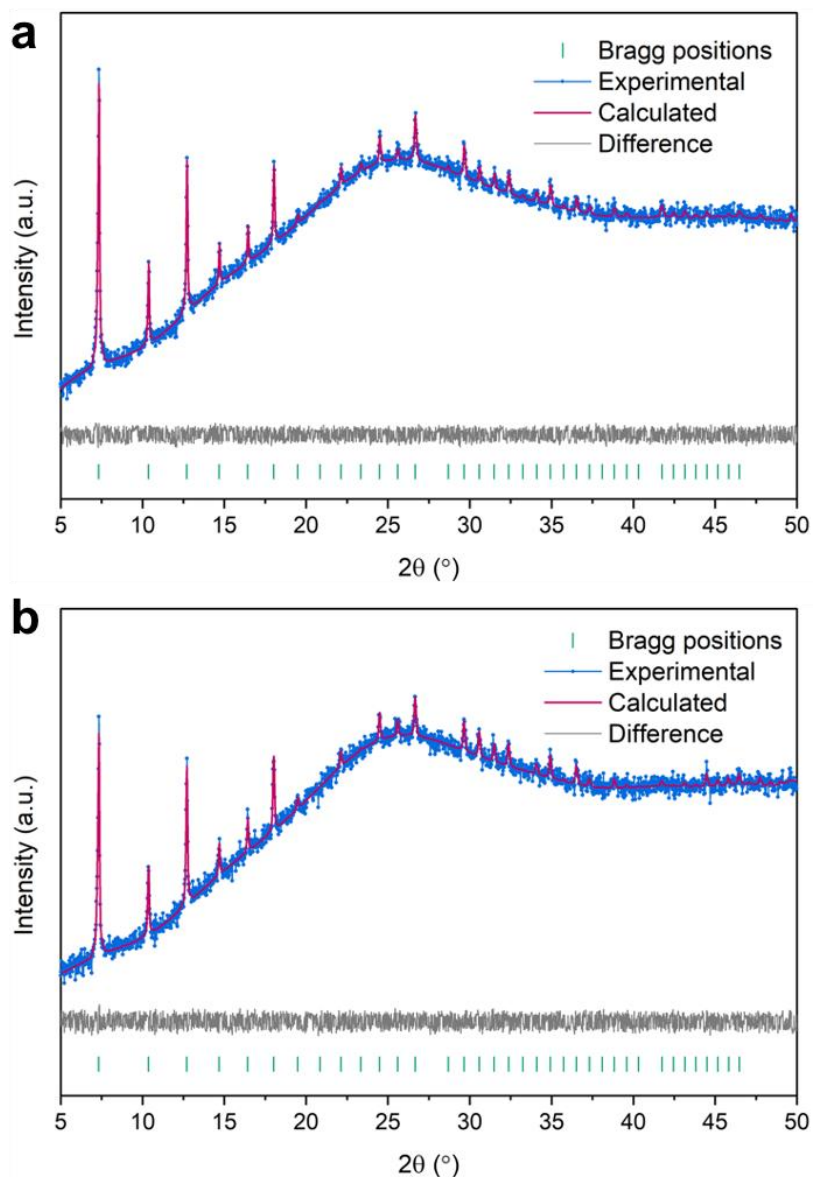 a
Bragg positions
Experimental
Calculated
Difference
Intensity (a.u.)
5 10 15 20 25 30 35 40 45 50
2θ (°)
b
Bragg positions
Experimental
Calculated
Difference
Intensity (a.u.)
5 10 15 20 25 30 35 40 45 50
2θ (°)